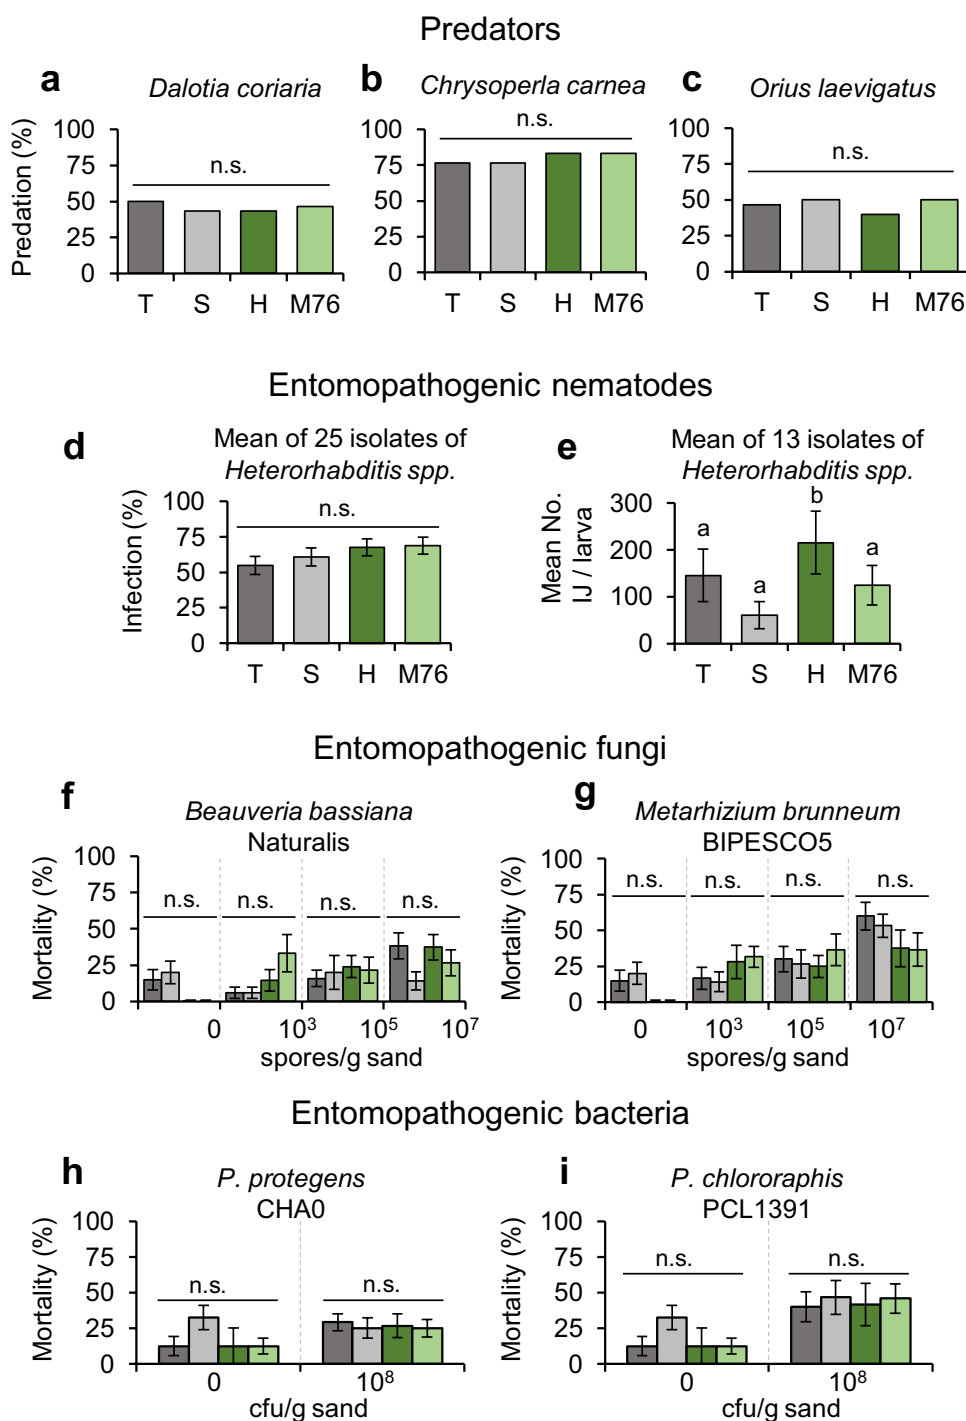 Predators
a Dalotia coriaria
b Chrysoperla carnea
c Orius laevigatus
Predation (%)
100
75
50
25
0
n.s.
T S H M76
100
75
50
25
0
n.s.
T S H M76
100
75
50
25
0
n.s.
T S H M76
Entomopathogenic nematodes
d Mean of 25 isolates of
Heterorhabditis spp.
Infection (%)
100
75
50
25
0
n.s.
T S H M76
e Mean of 13 isolates of
Heterorhabditis spp.
Mean No.
IJ / larva
300
200
100
0
a a b a
T S H M76
Entomopathogenic fungi
f Beauveria bassiana
Naturalis
Mortality (%)
100
75
50
25
0
n.s. n.s. n.s. n.s.
0 10³ 10⁵ 10⁷
spores/g sand
g Metarhizium brunneum
BIPESCO5
Mortality (%)
100
75
50
25
0
n.s. n.s. n.s. n.s.
0 10³ 10⁵ 10⁷
spores/g sand
Entomopathogenic bacteria
h P. protegens
CHA0
Mortality (%)
100
75
50
25
0
n.s. n.s.
0 10⁸
cfu/g sand
i P. chlororaphis
PCL1391
Mortality (%)
100
75
50
25
0
n.s. n.s.
0 10⁸
cfu/g sand